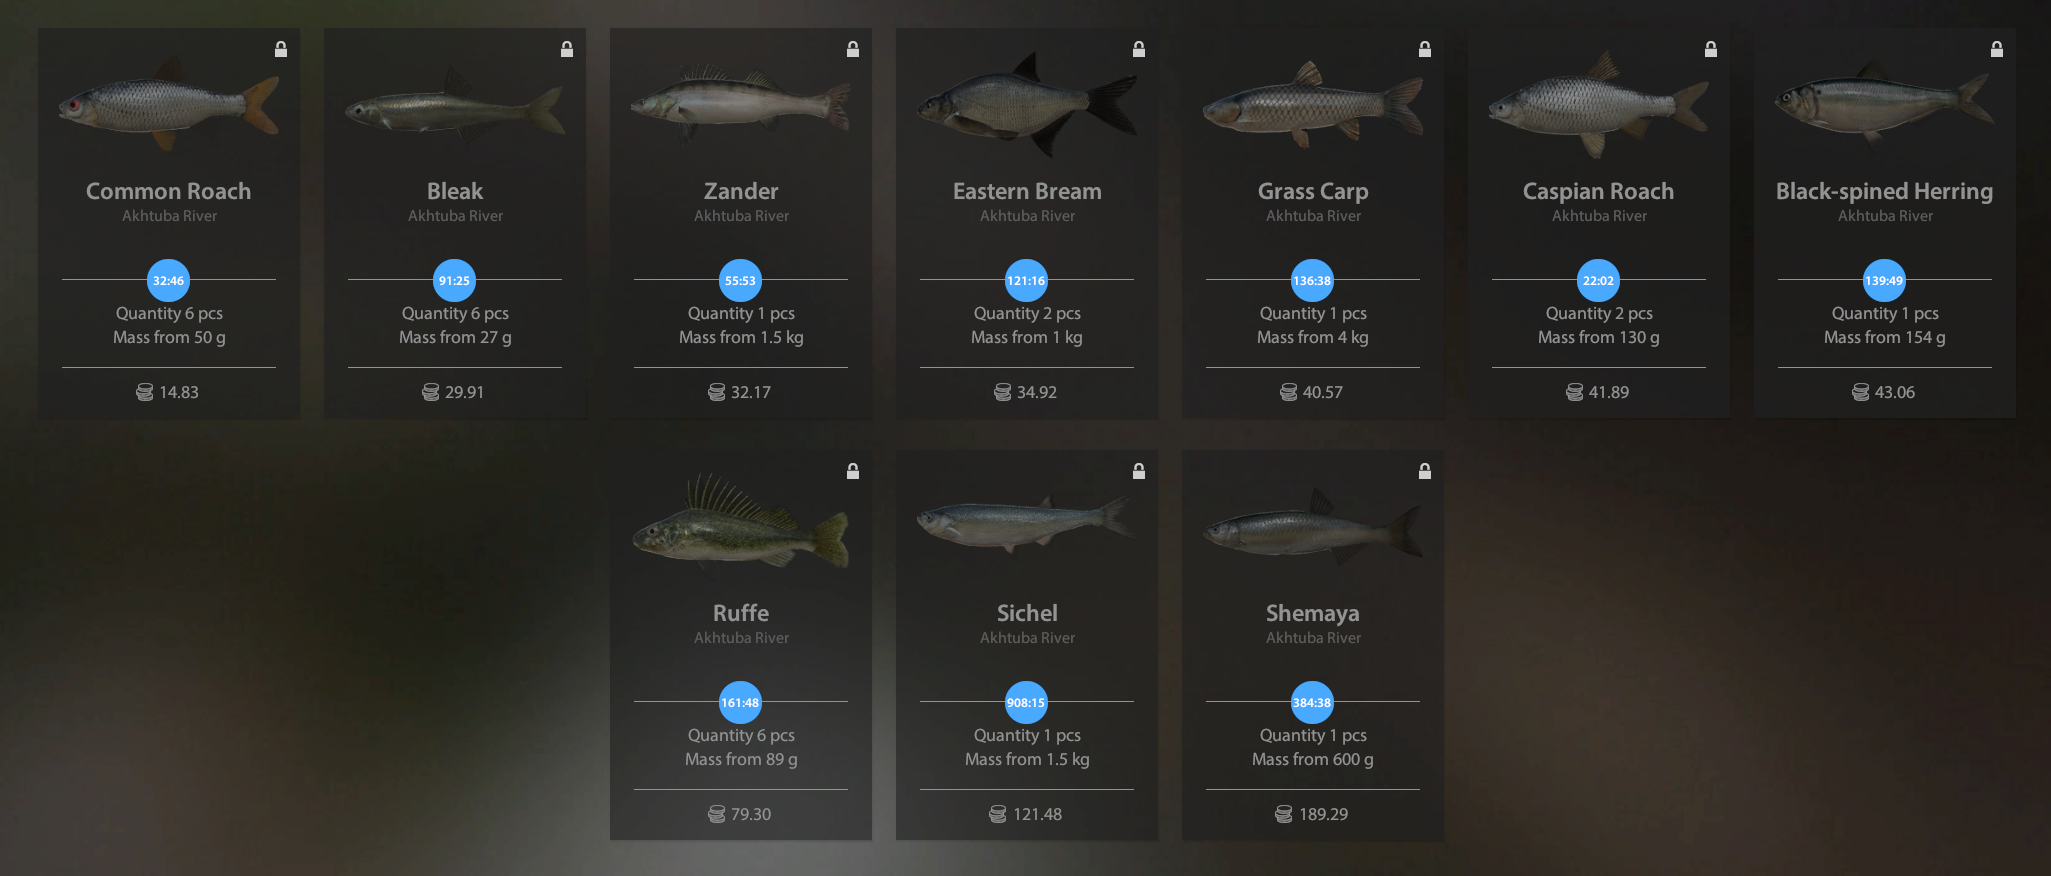 Common Roach
Akhtuba River
32:46
Quantity 6 pcs
Mass from 50 g
14.83
Bleak
Akhtuba River
91:25
Quantity 6 pcs
Mass from 27 g
29.91
Zander
Akhtuba River
55:53
Quantity 1 pcs
Mass from 1.5 kg
32.17
Eastern Bream
Akhtuba River
121:16
Quantity 2 pcs
Mass from 1 kg
34.92
Grass Carp
Akhtuba River
136:38
Quantity 1 pcs
Mass from 4 kg
40.57
Caspian Roach
Akhtuba River
22:02
Quantity 2 pcs
Mass from 130 g
41.89
Black-spined Herring
Akhtuba River
139:49
Quantity 1 pcs
Mass from 154 g
43.06
Ruffe
Akhtuba River
161:48
Quantity 6 pcs
Mass from 89 g
79.30
Sichel
Akhtuba River
908:15
Quantity 1 pcs
Mass from 1.5 kg
121.48
Shemaya
Akhtuba River
384:38
Quantity 1 pcs
Mass from 600 g
189.29